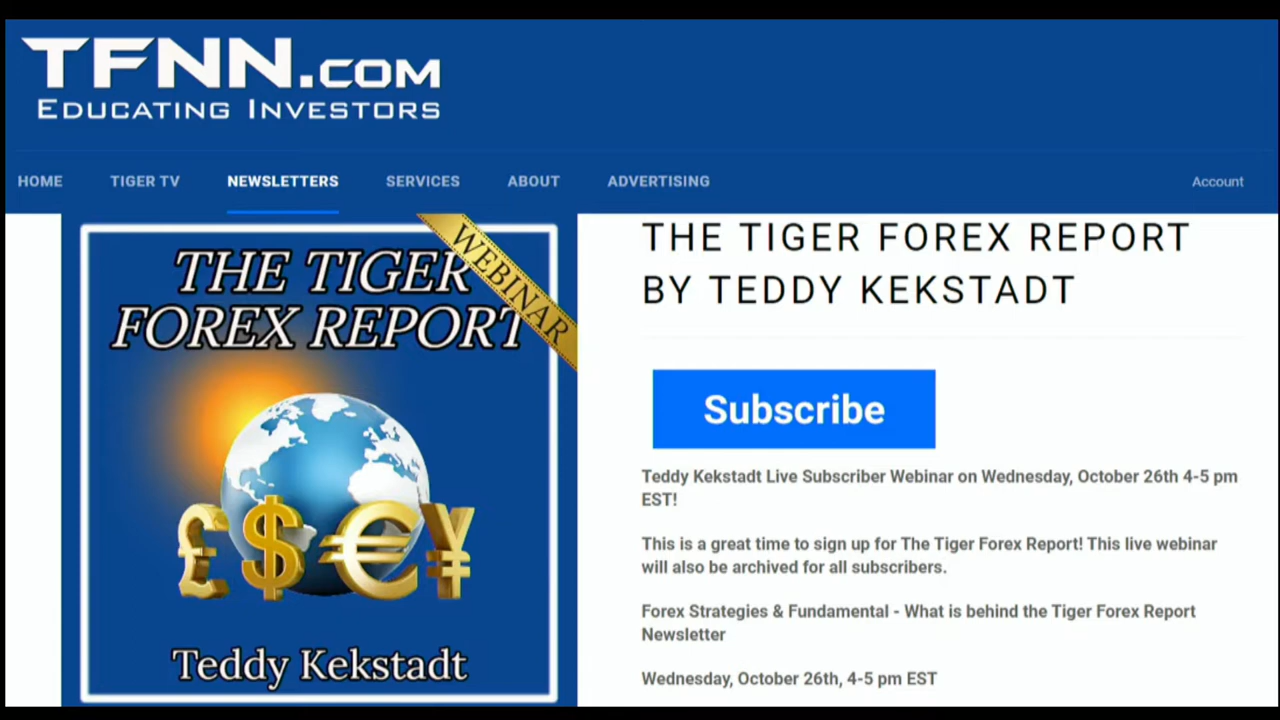 TFNN.COM
EDUCATING INVESTORS
HOME TIGER TV NEWSLETTERS SERVICES ABOUT ADVERTISING Account
THE TIGER
FOREX REPORT
WEBINAR
Teddy Kekstadt
THE TIGER FOREX REPORT
BY TEDDY KEKSTADT
Subscribe
Teddy Kekstadt Live Subscriber Webinar on Wednesday, October 26th 4-5 pm
EST!
This is a great time to sign up for The Tiger Forex Report! This live webinar
will also be archived for all subscribers.
Forex Strategies & Fundamental - What is behind the Tiger Forex Report
Newsletter
Wednesday, October 26th, 4-5 pm EST